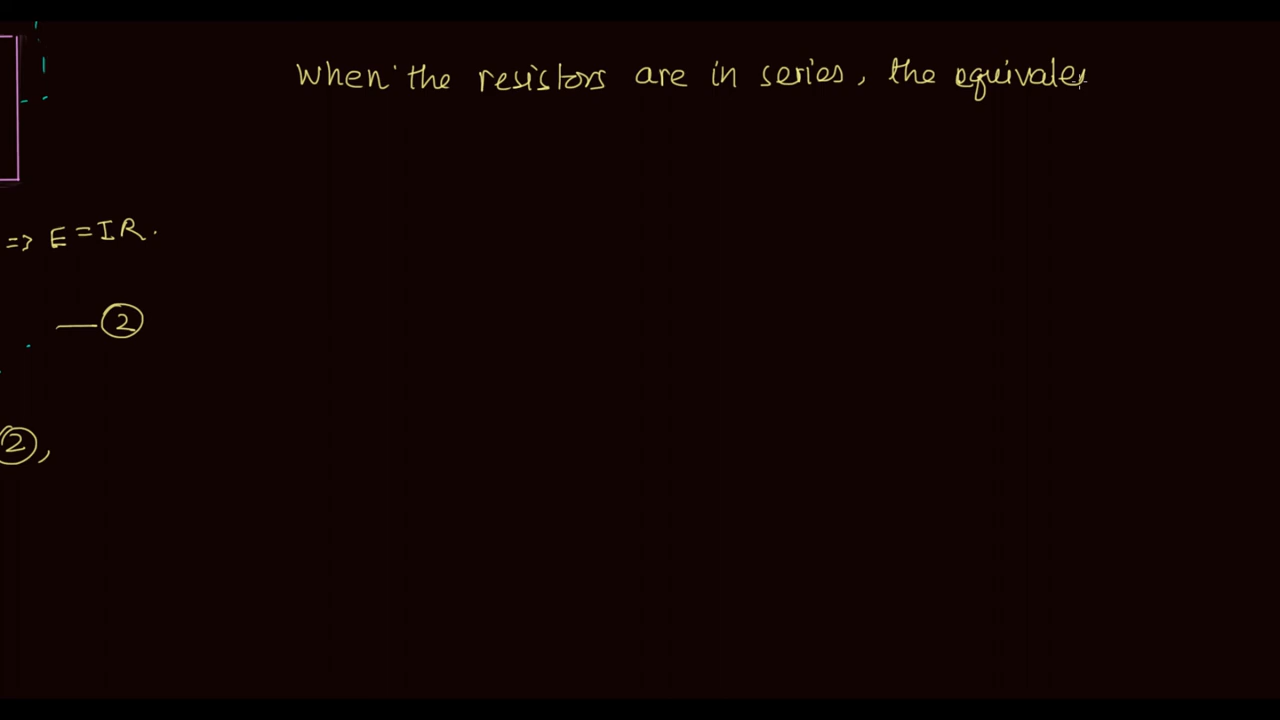 When the resistors are in series, the equivale
=> E = IR.
— ②
②,